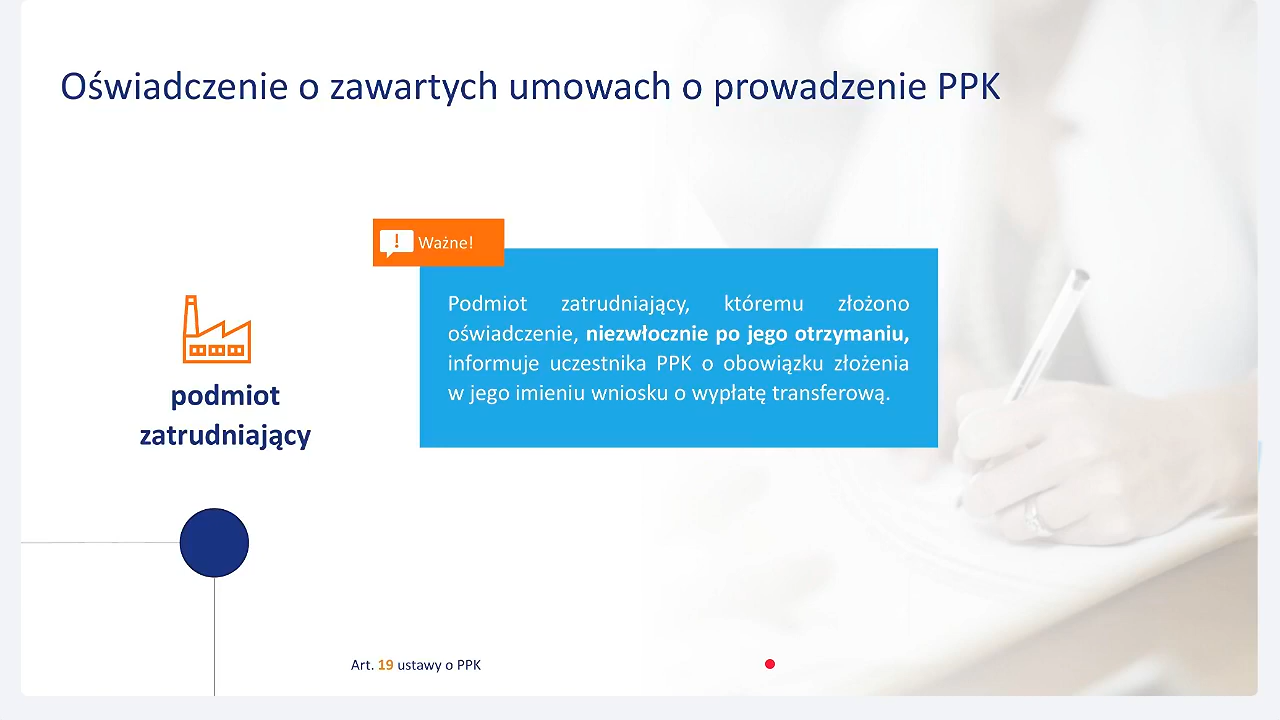 Oświadczenie o zawartych umowach o prowadzenie PPK
! Ważne!
Podmiot zatrudniający, któremu złożono
oświadczenie, niezwłocznie po jego otrzymaniu,
informuje uczestnika PPK o obowiązku złożenia
w jego imieniu wniosku o wypłatę transferową.
podmiot
zatrudniający
Art. 19 ustawy o PPK